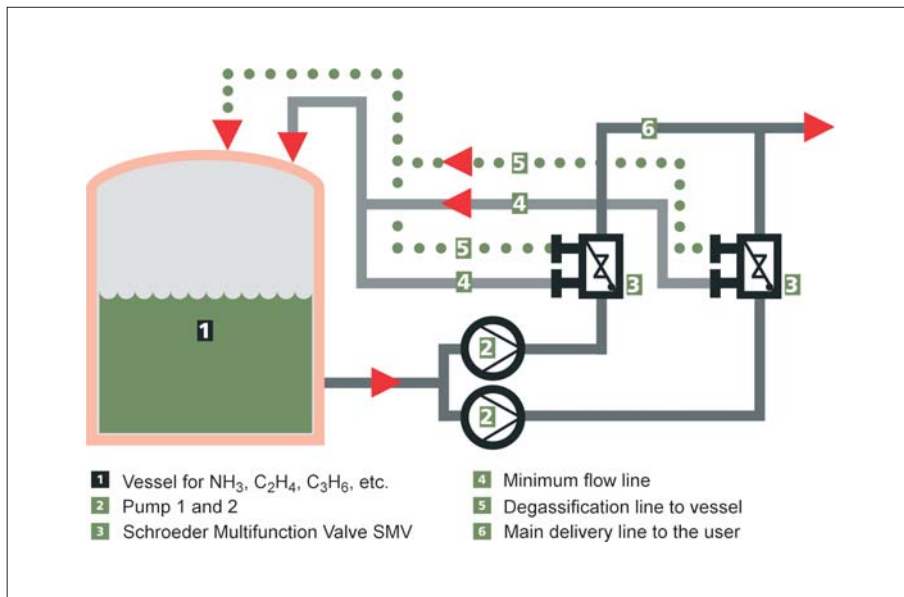 6
5
4
5
4
3
3
1
2
2
1 Vessel for NH₃, C₂H₄, C₃H₆, etc.
2 Pump 1 and 2
3 Schroeder Multifunction Valve SMV
4 Minimum flow line
5 Degassification line to vessel
6 Main delivery line to the user